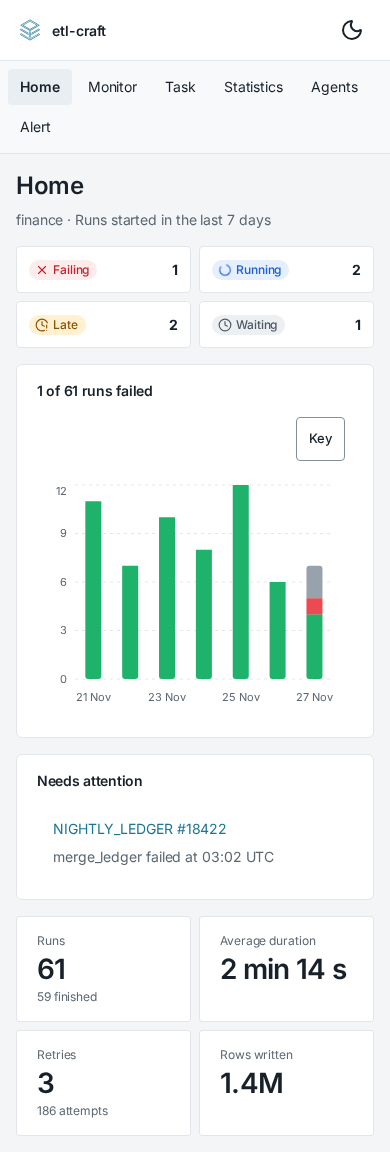 etl-craft
Home Monitor Task Statistics Agents
Alert
Home
finance · Runs started in the last 7 days
Failing 1
Running 2
Late 2
Waiting 1
1 of 61 runs failed
Key
12
9
6
3
0
21 Nov 23 Nov 25 Nov 27 Nov
Needs attention
NIGHTLY_LEDGER #18422
merge_ledger failed at 03:02 UTC
Runs
61
59 finished
Average duration
2 min 14 s
Retries
3
186 attempts
Rows written
1.4M